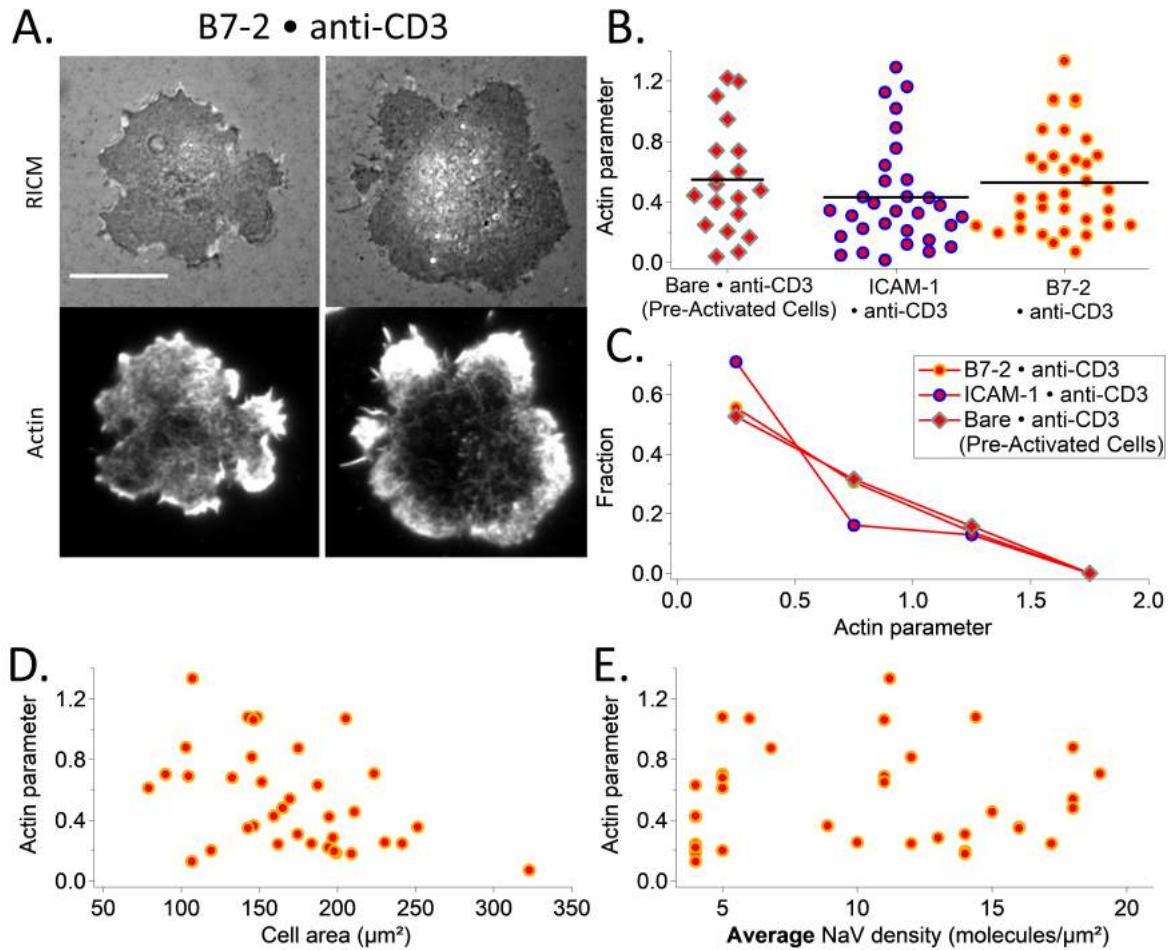 A.
B7-2 • anti-CD3
RICM
Actin
B.
Actin parameter
1.2
0.8
0.4
0.0
Bare • anti-CD3
(Pre-Activated Cells)
ICAM-1
• anti-CD3
B7-2
• anti-CD3
C.
Fraction
0.6
0.4
0.2
0.0
B7-2 • anti-CD3
ICAM-1 • anti-CD3
Bare • anti-CD3
(Pre-Activated Cells)
0.0 0.5 1.0 1.5 2.0
Actin parameter
D.
Actin parameter
1.2
0.8
0.4
0.0
50 100 150 200 250 300 350
Cell area (µm²)
E.
Actin parameter
1.2
0.8
0.4
0.0
5 10 15 20
Average NaV density (molecules/µm²)